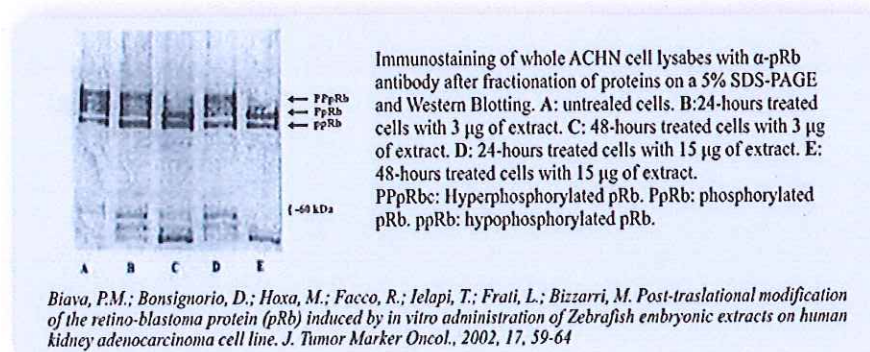 Immunostaining of whole ACHN cell lysabes with α-pRb
antibody after fractionation of proteins on a 5% SDS-PAGE
and Western Blotting. A: untrealed cells. B:24-hours treated
cells with 3 µg of extract. C: 48-hours treated cells with 3 µg
of extract. D: 24-hours treated cells with 15 µg of extract. E:
48-hours treated cells with 15 µg of extract.
PPpRbc: Hyperphosphorylated pRb. PpRb: phosphorylated
pRb. ppRb: hypophosphorylated pRb.
← PPpRb
← PpRb
← ppRb
{ -60 kDa
A B C D E
Biava, P.M.; Bonsignorio, D.; Hoxa, M.; Facco, R.; Ielapi, T.; Frati, L.; Bizzarri, M. Post-traslational modification
of the retino-blastoma protein (pRb) induced by in vitro administration of Zebrafish embryonic extracts on human
kidney adenocarcinoma cell line. J. Tumor Marker Oncol., 2002, 17, 59-64